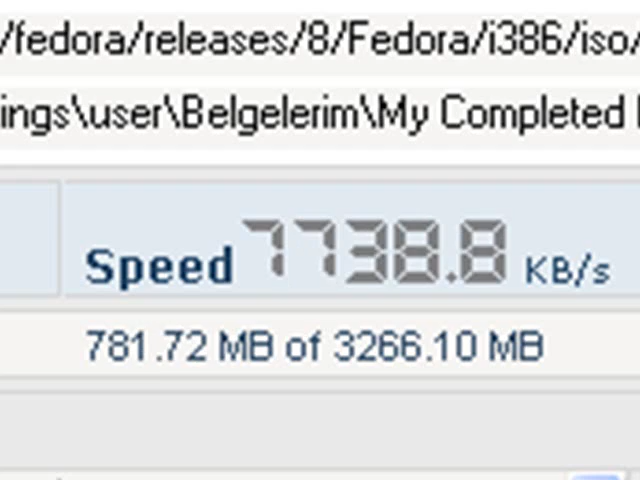 /fedora/releases/8/Fedora/i386/iso/
ings\user\Belgelerim\My Completed
Speed 7738.8 KB/s
781.72 MB of 3266.10 MB